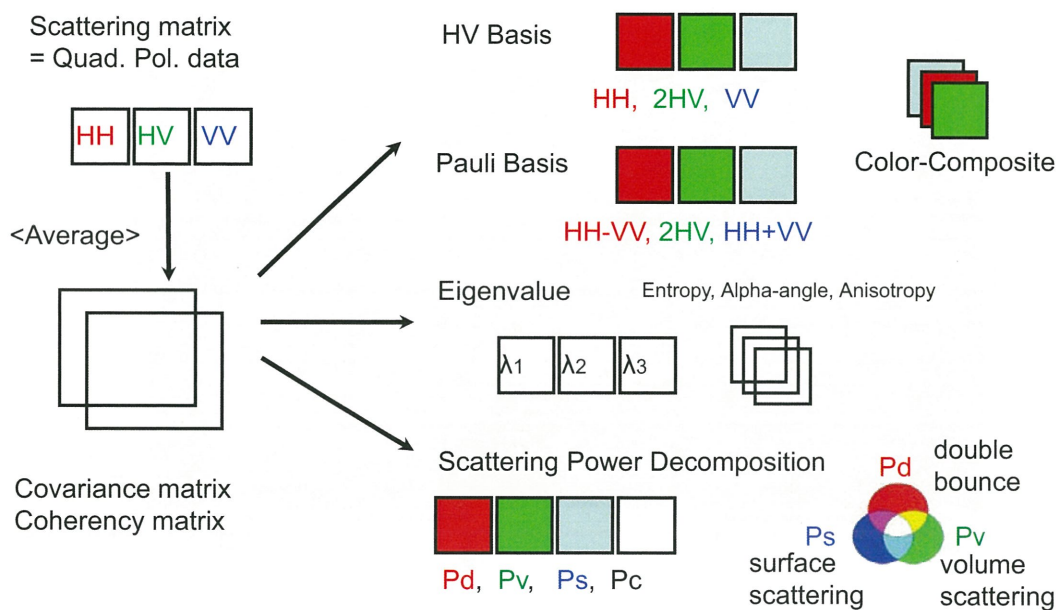 Scattering matrix
= Quad. Pol. data
HH HV VV
<Average>
Covariance matrix
Coherency matrix
HV Basis
HH, 2HV, VV
Pauli Basis
HH-VV, 2HV, HH+VV
Color-Composite
Eigenvalue
Entropy, Alpha-angle, Anisotropy
λ1 λ2 λ3
Scattering Power Decomposition
Pd, Pv, Ps, Pc
Pd
double
bounce
Ps
surface
scattering
Pv
volume
scattering